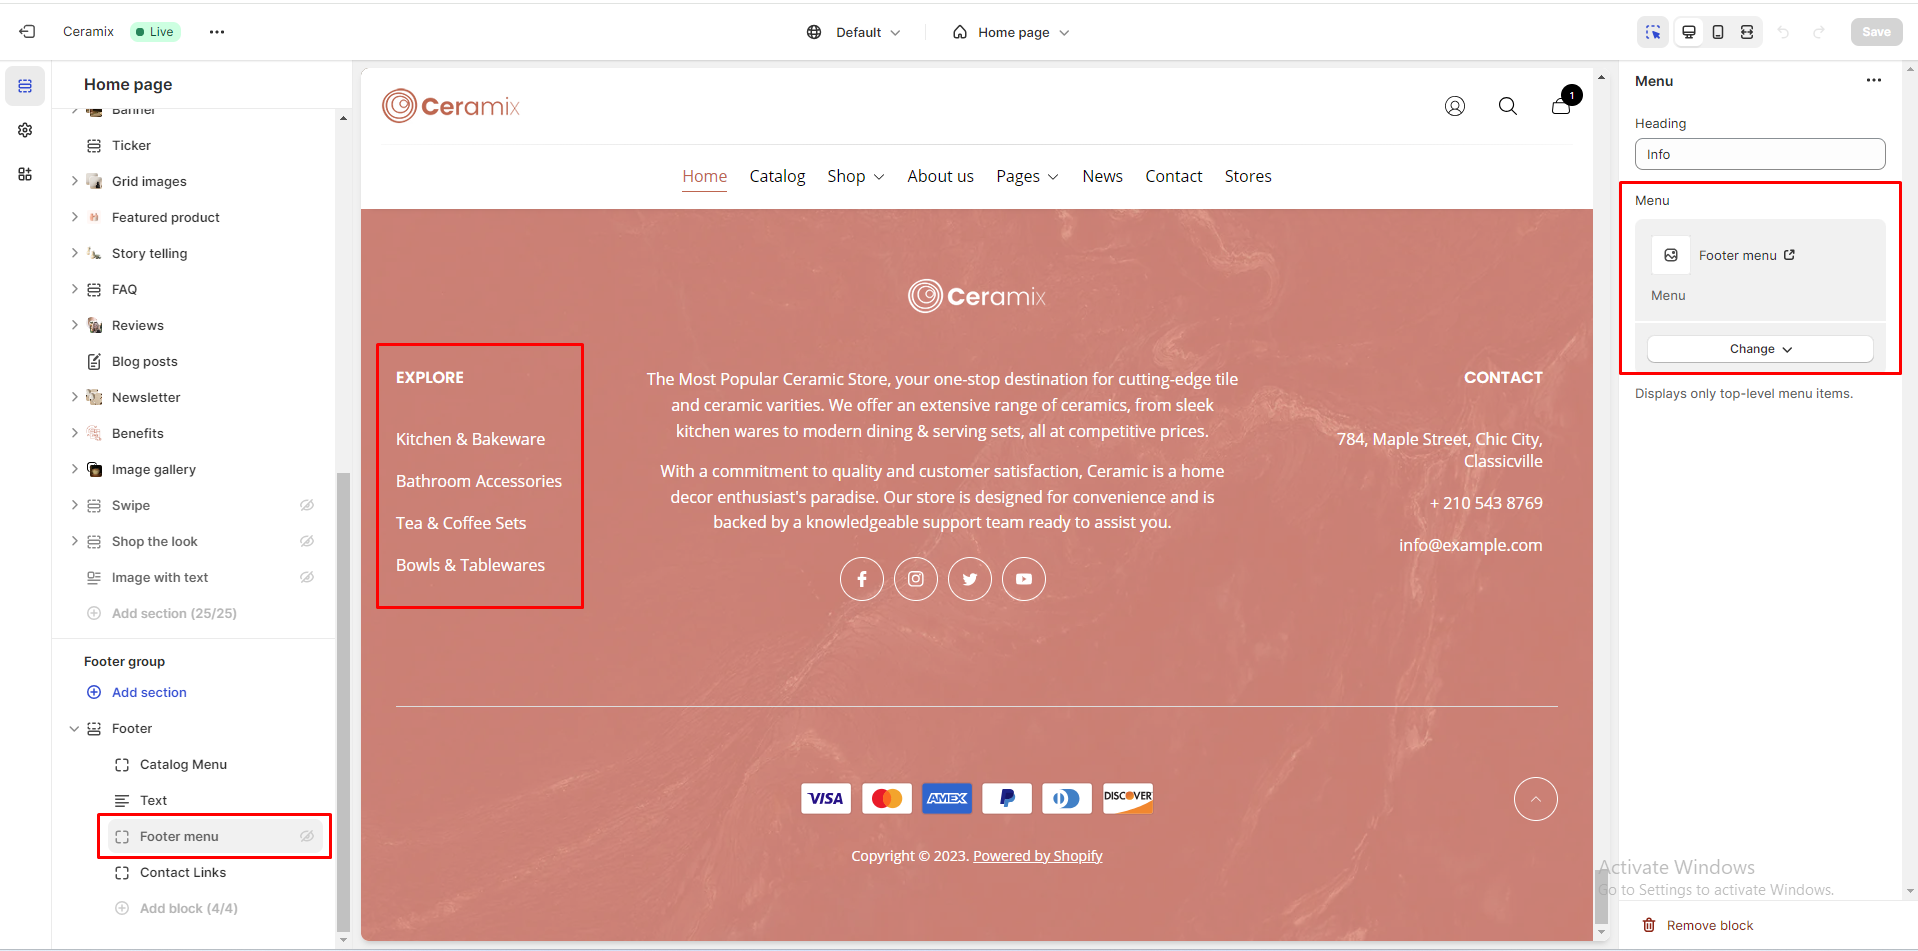 Ceramix
Live
Default
Home page
Save
Home page
Banner
Ticker
Grid images
Featured product
Story telling
FAQ
Reviews
Blog posts
Newsletter
Benefits
Image gallery
Swipe
Shop the look
Image with text
Add section (25/25)
Footer group
Add section
Footer
Catalog Menu
Text
Footer menu
Contact Links
Add block (4/4)
Ceramix
1
Home
Catalog
Shop
About us
Pages
News
Contact
Stores
Ceramix
EXPLORE
Kitchen & Bakeware
Bathroom Accessories
Tea & Coffee Sets
Bowls & Tablewares
The Most Popular Ceramic Store, your one-stop destination for cutting-edge tile
and ceramic varities. We offer an extensive range of ceramics, from sleek
kitchen wares to modern dining & serving sets, all at competitive prices.
With a commitment to quality and customer satisfaction, Ceramic is a home
decor enthusiast's paradise. Our store is designed for convenience and is
backed by a knowledgeable support team ready to assist you.
CONTACT
784, Maple Street, Chic City,
Classicville
+ 210 543 8769
info@example.com
VISA
AMEX
DISCOVER
Copyright © 2023. Powered by Shopify
Menu
Heading
Info
Menu
Footer menu
Menu
Change
Displays only top-level menu items.
Activate Windows
Go to Settings to activate Windows.
Remove block